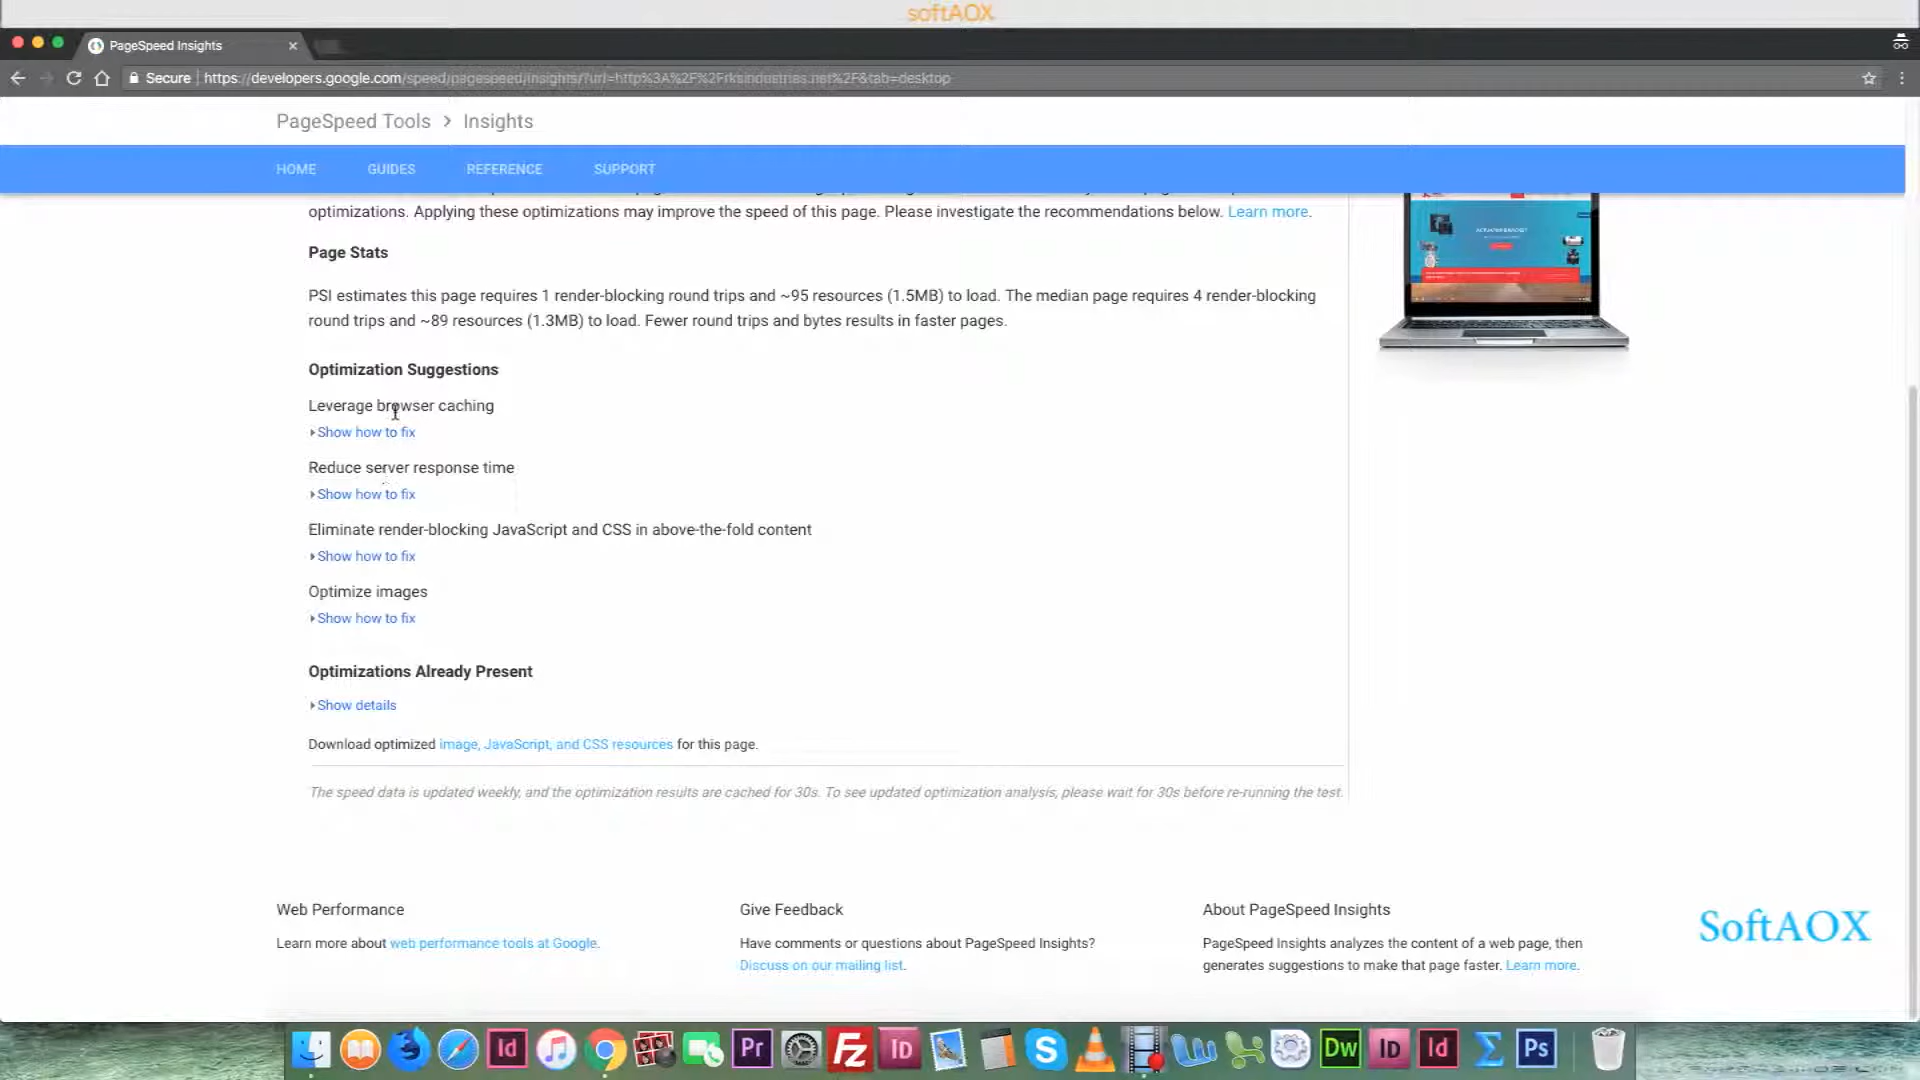 softAOX
PageSpeed Insights
Secure https://developers.google.com/speed/pagespeed/insights/?url=http%3A%2F%2Frksindustries.net%2F&tab=desktop
PageSpeed Tools > Insights
HOME GUIDES REFERENCE SUPPORT
optimizations. Applying these optimizations may improve the speed of this page. Please investigate the recommendations below. Learn more.
Page Stats
PSI estimates this page requires 1 render-blocking round trips and ~95 resources (1.5MB) to load. The median page requires 4 render-blocking
round trips and ~89 resources (1.3MB) to load. Fewer round trips and bytes results in faster pages.
Optimization Suggestions
Leverage browser caching
Show how to fix
Reduce server response time
Show how to fix
Eliminate render-blocking JavaScript and CSS in above-the-fold content
Show how to fix
Optimize images
Show how to fix
Optimizations Already Present
Show details
Download optimized image, JavaScript, and CSS resources for this page.
The speed data is updated weekly, and the optimization results are cached for 30s. To see updated optimization analysis, please wait for 30s before re-running the test.
Web Performance
Learn more about web performance tools at Google.
Give Feedback
Have comments or questions about PageSpeed Insights?
Discuss on our mailing list.
About PageSpeed Insights
PageSpeed Insights analyzes the content of a web page, then
generates suggestions to make that page faster. Learn more.
SoftAOX
Id Pr Fz ID S Dw ID Id Σ Ps